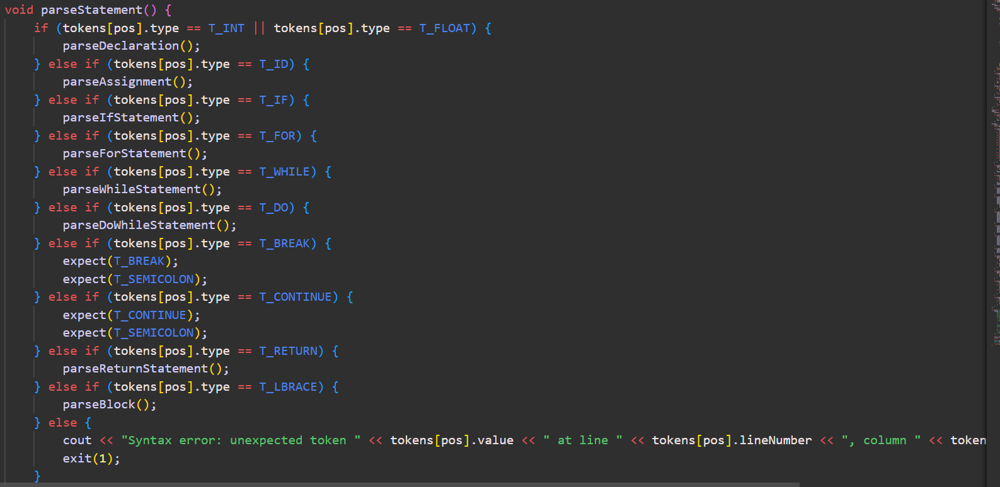 void parseStatement() {
    if (tokens[pos].type == T_INT || tokens[pos].type == T_FLOAT) {
        parseDeclaration();
    } else if (tokens[pos].type == T_ID) {
        parseAssignment();
    } else if (tokens[pos].type == T_IF) {
        parseIfStatement();
    } else if (tokens[pos].type == T_FOR) {
        parseForStatement();
    } else if (tokens[pos].type == T_WHILE) {
        parseWhileStatement();
    } else if (tokens[pos].type == T_DO) {
        parseDoWhileStatement();
    } else if (tokens[pos].type == T_BREAK) {
        expect(T_BREAK);
        expect(T_SEMICOLON);
    } else if (tokens[pos].type == T_CONTINUE) {
        expect(T_CONTINUE);
        expect(T_SEMICOLON);
    } else if (tokens[pos].type == T_RETURN) {
        parseReturnStatement();
    } else if (tokens[pos].type == T_LBRACE) {
        parseBlock();
    } else {
        cout << "Syntax error: unexpected token " << tokens[pos].value << " at line " << tokens[pos].lineNumber << ", column " << token
        exit(1);
    }